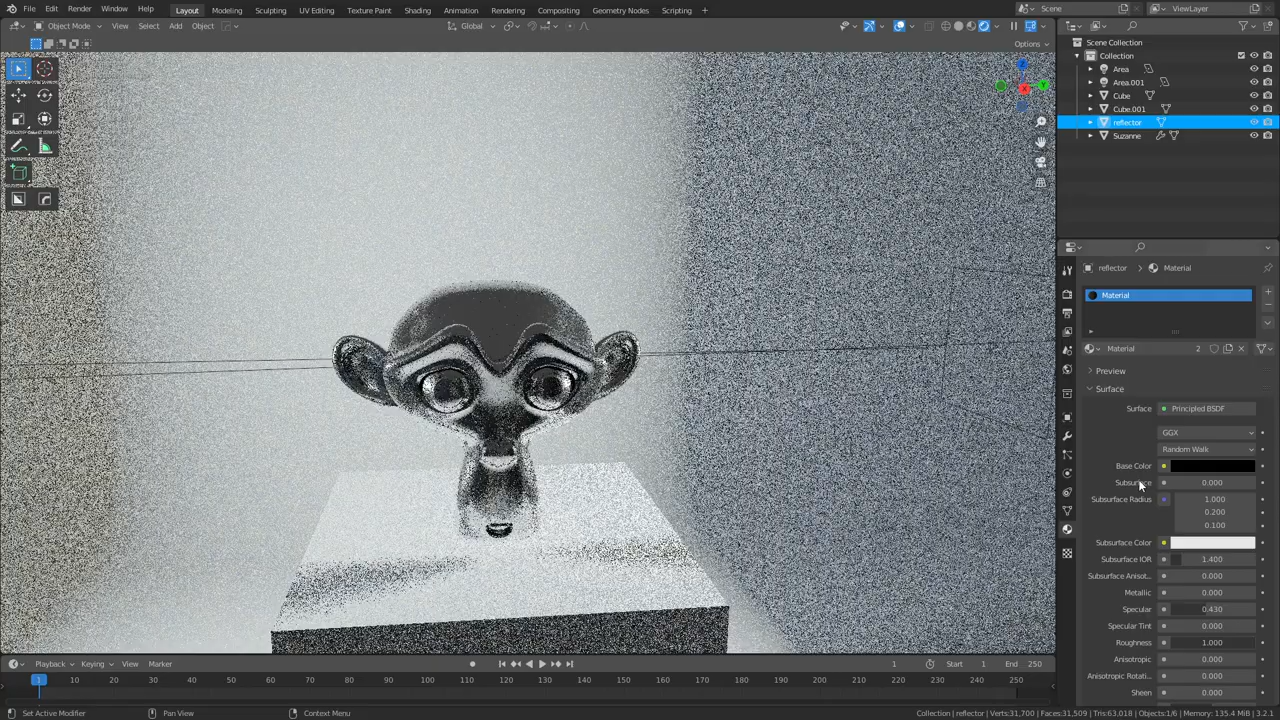 File Edit Render Window Help Layout Modeling Sculpting UV Editing Texture Paint Shading Animation Rendering Compositing Geometry Nodes Scripting + Scene ViewLayer
Object Mode View Select Add Object Global
Options
Scene Collection
Collection
Area
Area.001
Cube
Cube.001
reflector
Suzanne
reflector > Material
Material
Material 2
Preview
Surface
Surface Principled BSDF
GGX
Random Walk
Base Color
Subsurface 0.000
Subsurface Radius 1.000
0.200
0.100
Subsurface Color
Subsurface IOR 1.400
Subsurface Anisot... 0.000
Metallic 0.000
Specular 0.430
Specular Tint 0.000
Roughness 1.000
Anisotropic 0.000
Anisotropic Rotati... 0.000
Sheen 0.000
Playback Keying View Marker 1 Start 1 End 250
1 10 20 30 40 50 60 70 80 90 100 110 120 130 140 150 160 170 180 190 200 210 220 230 240 250
Set Active Modifier Pan View Context Menu Collection | reflector | Verts:31,700 | Faces:31,509 | Tris:63,018 | Objects:1/6 | Memory: 135.4 MiB | 3.2.1